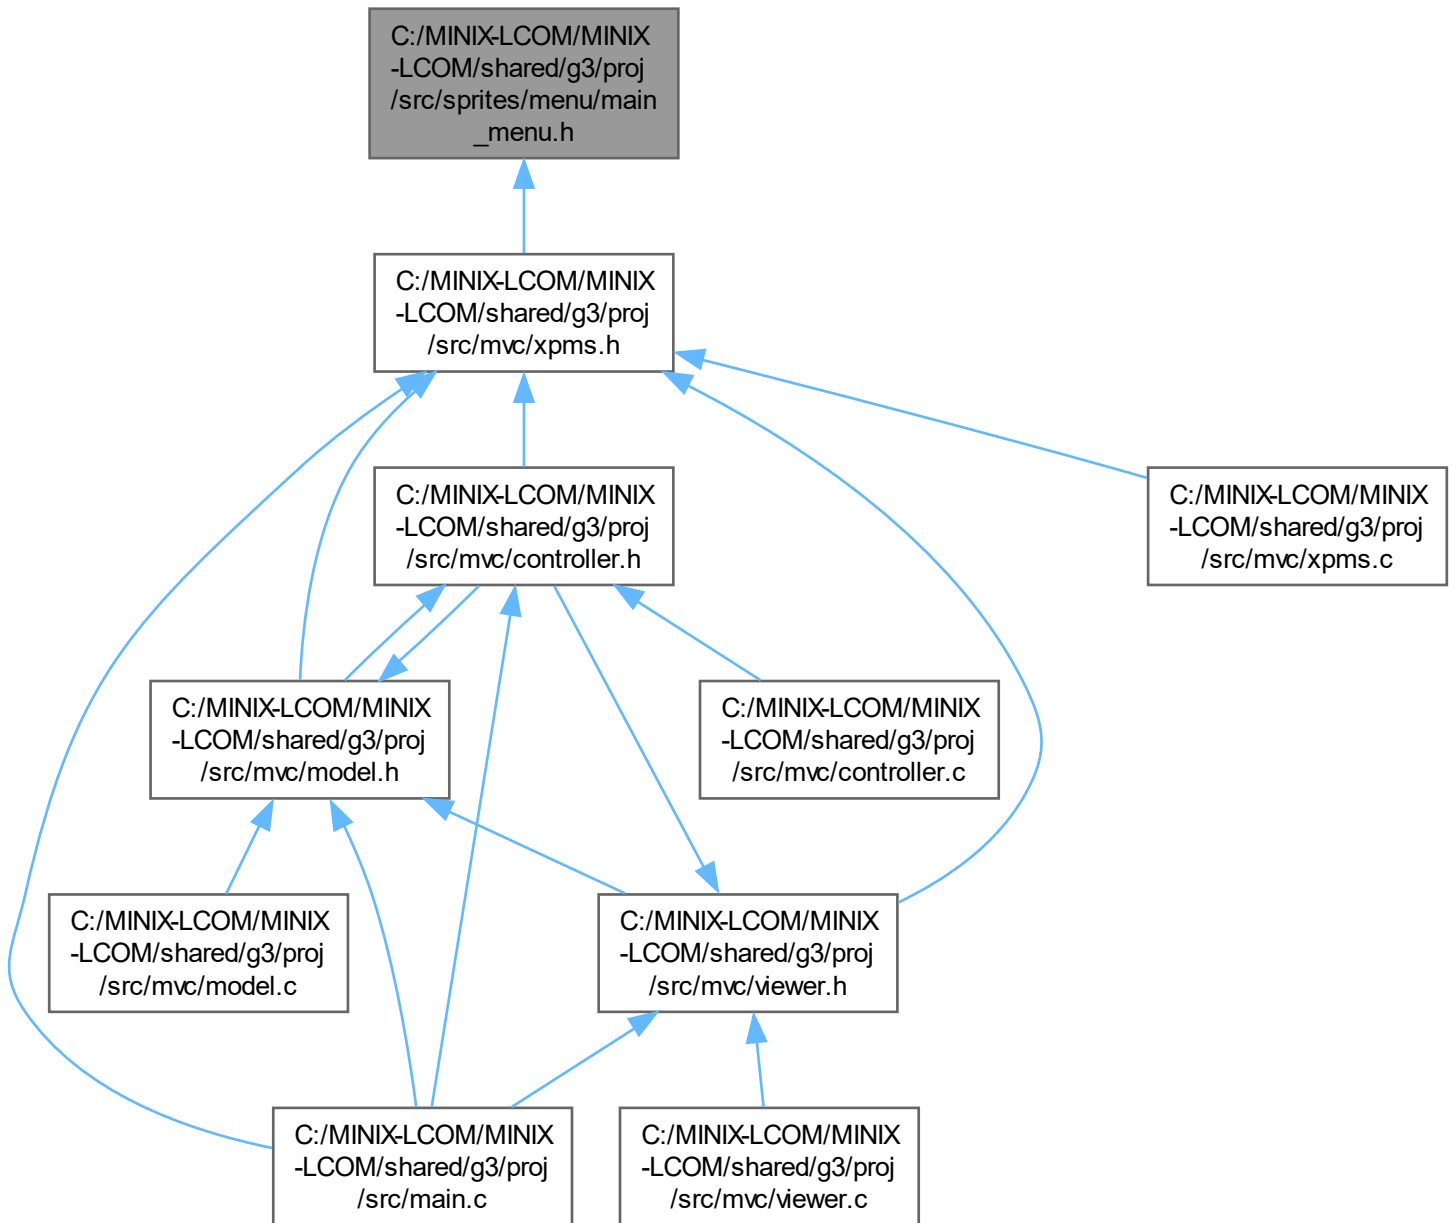 C:/MINIX-LCOM/MINIX
-LCOM/shared/g3/proj
/src/sprites/menu/main
_menu.h
C:/MINIX-LCOM/MINIX
-LCOM/shared/g3/proj
/src/mvc/xpms.h
C:/MINIX-LCOM/MINIX
-LCOM/shared/g3/proj
/src/mvc/controller.h
C:/MINIX-LCOM/MINIX
-LCOM/shared/g3/proj
/src/mvc/xpms.c
C:/MINIX-LCOM/MINIX
-LCOM/shared/g3/proj
/src/mvc/model.h
C:/MINIX-LCOM/MINIX
-LCOM/shared/g3/proj
/src/mvc/controller.c
C:/MINIX-LCOM/MINIX
-LCOM/shared/g3/proj
/src/mvc/model.c
C:/MINIX-LCOM/MINIX
-LCOM/shared/g3/proj
/src/mvc/viewer.h
C:/MINIX-LCOM/MINIX
-LCOM/shared/g3/proj
/src/main.c
C:/MINIX-LCOM/MINIX
-LCOM/shared/g3/proj
/src/mvc/viewer.c